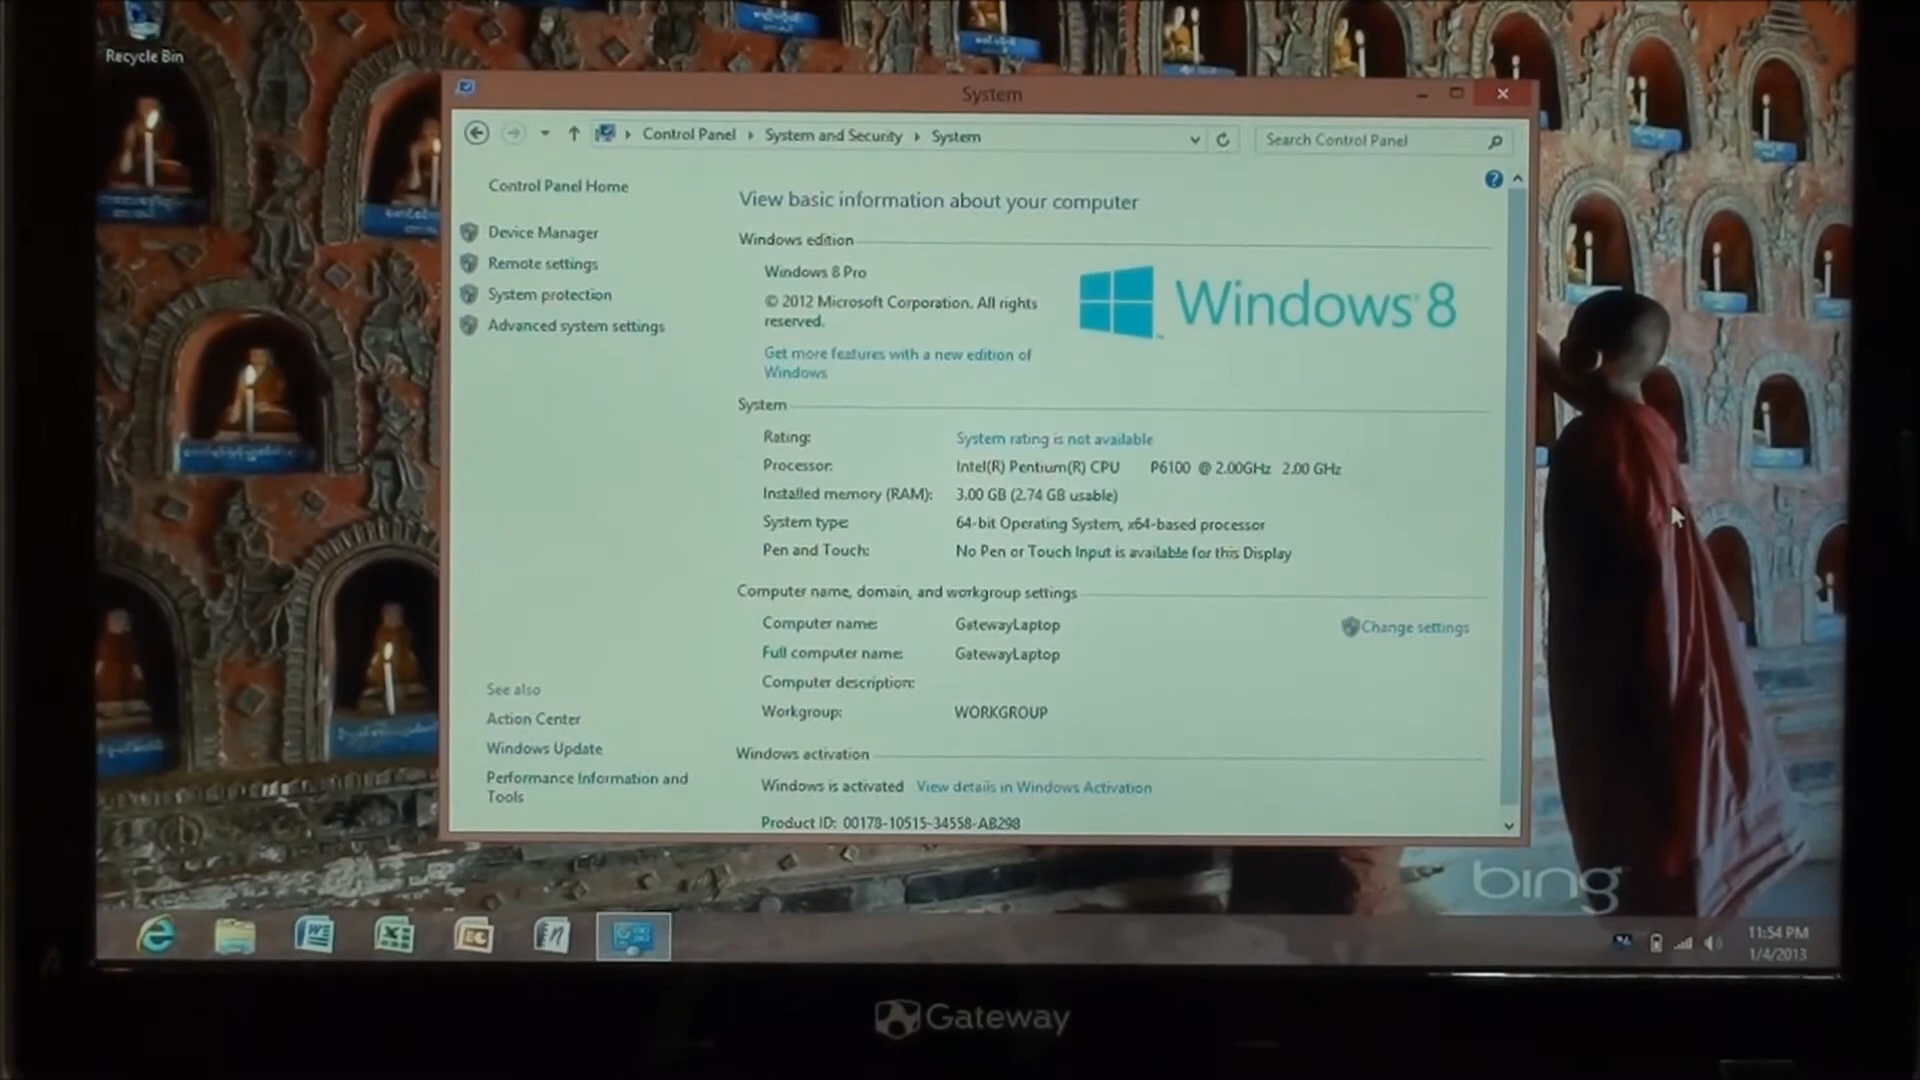 Recycle Bin
System
Control Panel System and Security System
Search Control Panel
Control Panel Home
Device Manager
Remote settings
System protection
Advanced system settings
See also
Action Center
Windows Update
Performance Information and
Tools
View basic information about your computer
Windows edition
Windows 8 Pro
© 2012 Microsoft Corporation. All rights
reserved.
Get more features with a new edition of
Windows
Windows 8
System
Rating: System rating is not available
Processor: Intel(R) Pentium(R) CPU P6100 @ 2.00GHz 2.00 GHz
Installed memory (RAM): 3.00 GB (2.74 GB usable)
System type: 64-bit Operating System, x64-based processor
Pen and Touch: No Pen or Touch Input is available for this Display
Computer name, domain, and workgroup settings
Computer name: GatewayLaptop
Change settings
Full computer name: GatewayLaptop
Computer description:
Workgroup: WORKGROUP
Windows activation
Windows is activated View details in Windows Activation
Product ID: 00178-10515-34558-AB298
bing
11:54 PM
1/4/2013
Gateway